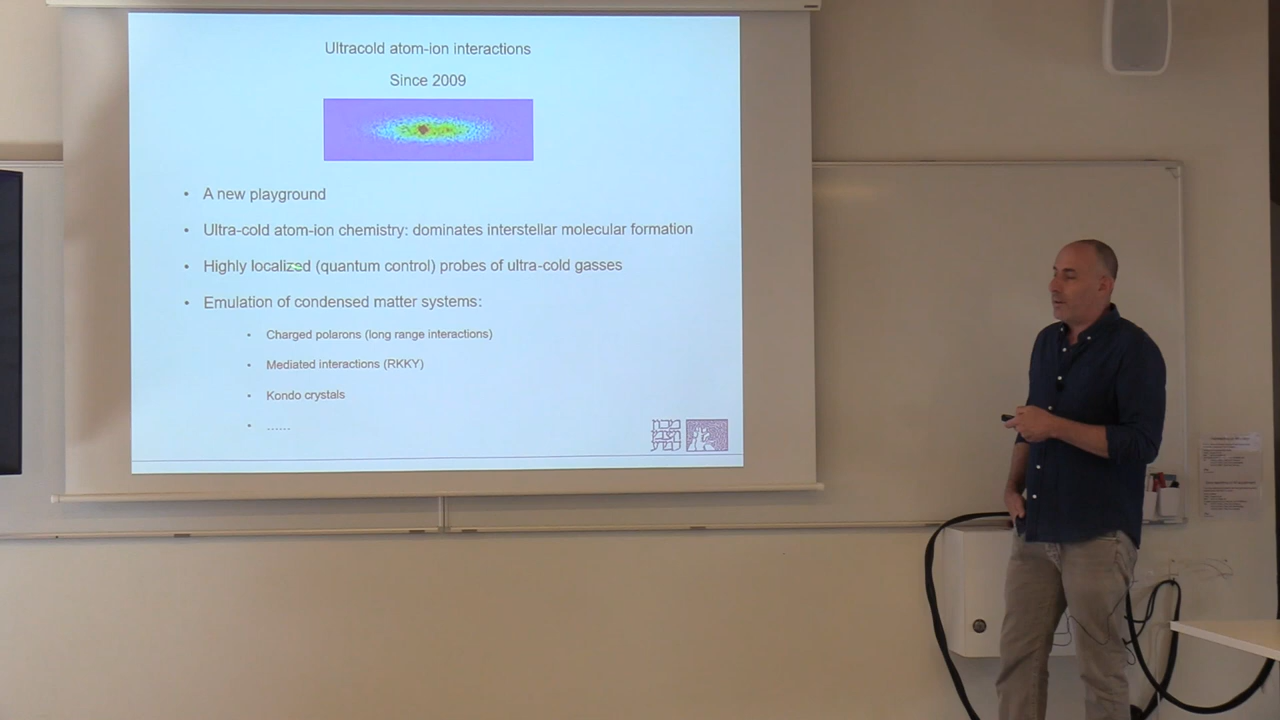 Ultracold atom-ion interactions
Since 2009
• A new playground
• Ultra-cold atom-ion chemistry: dominates interstellar molecular formation
• Highly localized (quantum control) probes of ultra-cold gasses
• Emulation of condensed matter systems:
• Charged polarons (long range interactions)
• Mediated interactions (RKKY)
• Kondo crystals
• ......